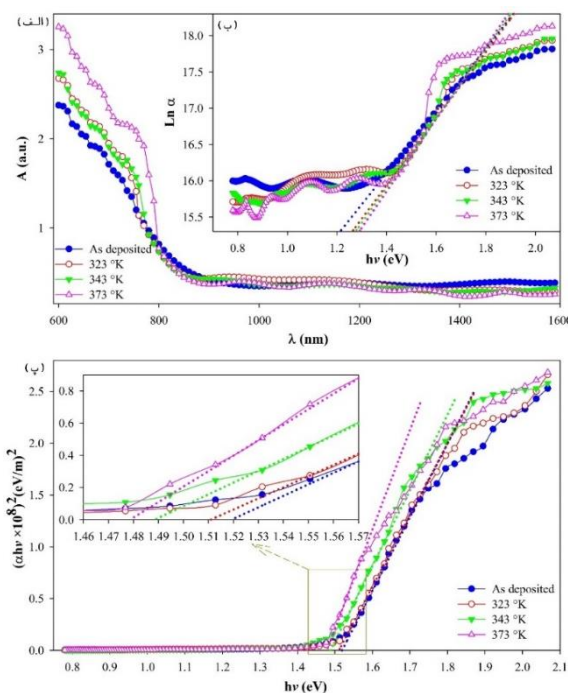 (الف)
3
2
1
A (a.u.)
600 800 1000 1200 1400 1600
λ (nm)
As deposited
323 °K
343 °K
373 °K
(ب)
18.0
17.5
17.0
16.5
16.0
15.5
Ln α
0.8 1.0 1.2 1.4 1.6 1.8 2.0
hν (eV)
As deposited
323 °K
343 °K
373 °K
(پ)
2.5
2.0
1.5
1.0
0.5
0.0
(αhν ×10⁸)²(eV/m)²
0.8 0.9 1.0 1.1 1.2 1.3 1.4 1.5 1.6 1.7 1.8 1.9 2.0 2.1
hν (eV)
0.8
0.6
0.4
0.2
0.0
1.46 1.47 1.48 1.49 1.50 1.51 1.52 1.53 1.54 1.55 1.56 1.57
As deposited
323 °K
343 °K
373 °K